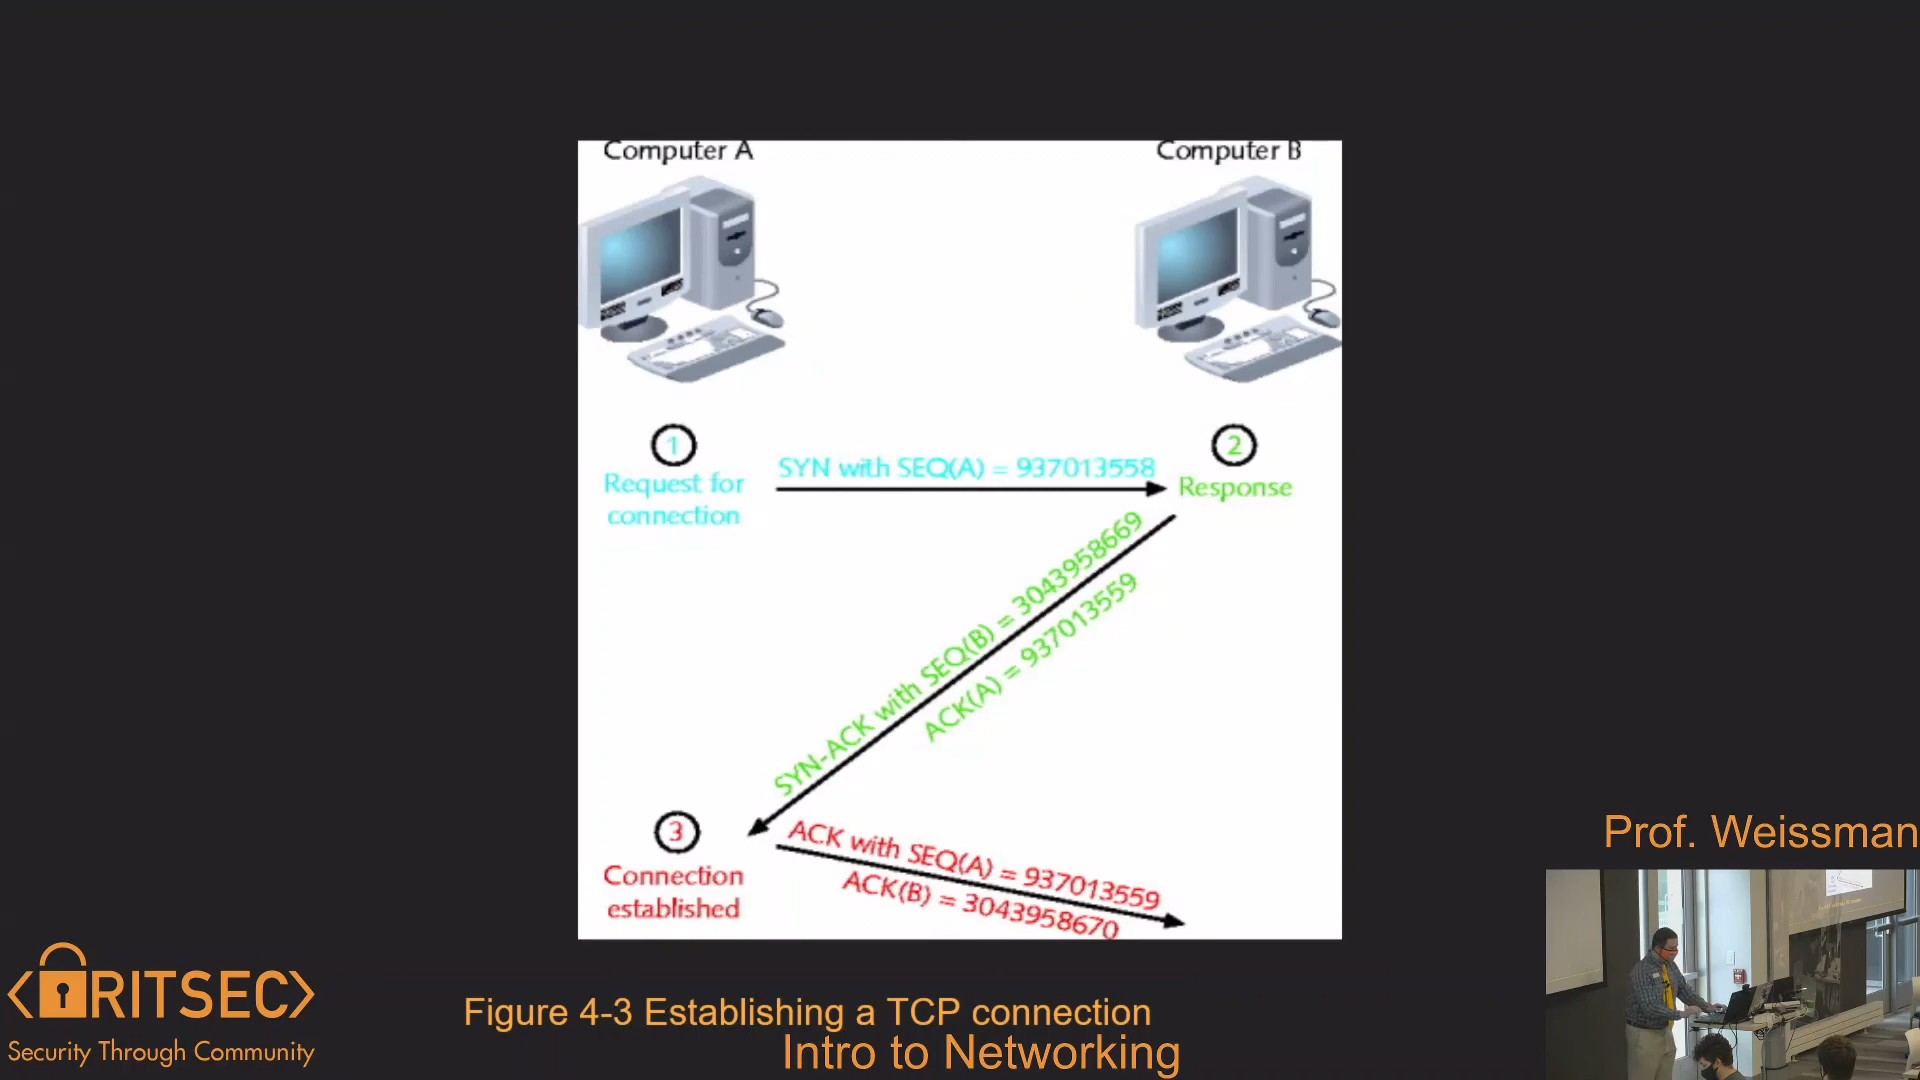 Computer A
Computer B
1
Request for
connection
SYN with SEQ(A) = 937013558
2
Response
SYN-ACK with SEQ(B) = 3043958669
ACK(A) = 937013559
3
Connection
established
ACK with SEQ(A) = 937013559
ACK(B) = 3043958670
Prof. Weissman
<RITSEC>
Security Through Community
Figure 4-3 Establishing a TCP connection
Intro to Networking